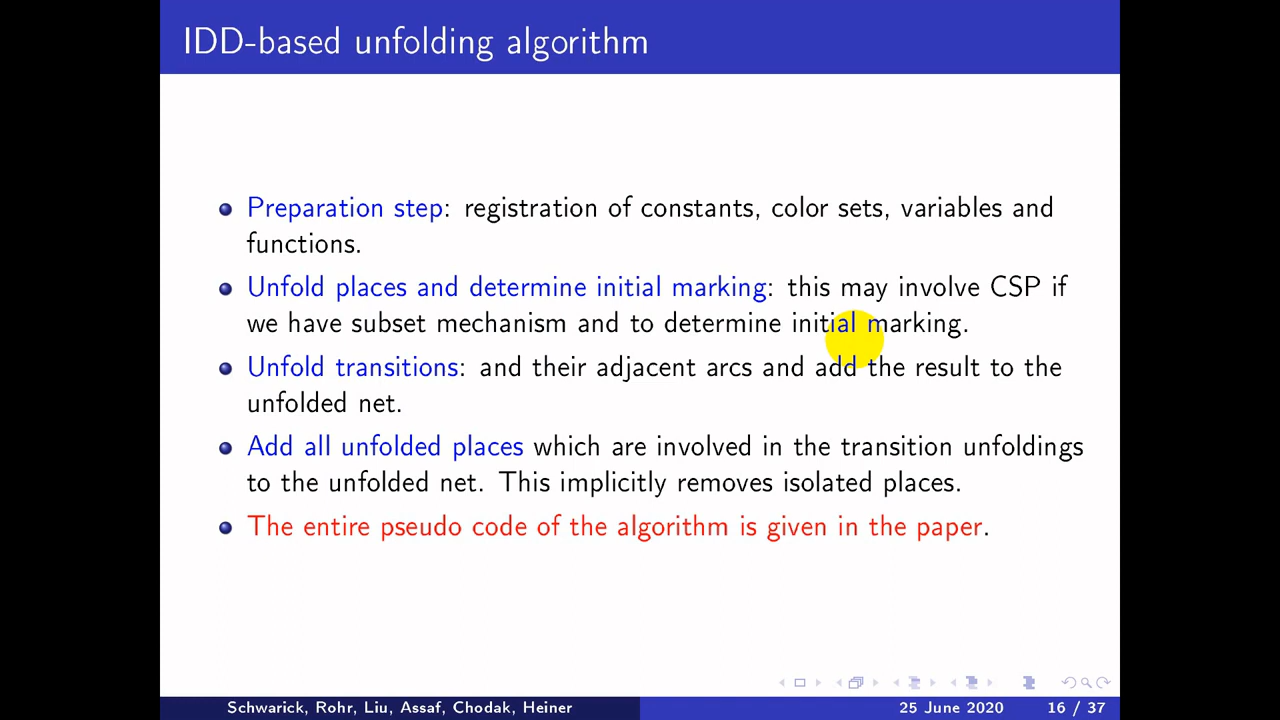 IDD-based unfolding algorithm
Preparation step: registration of constants, color sets, variables and
functions.
Unfold places and determine initial marking: this may involve CSP if
we have subset mechanism and to determine initial marking.
Unfold transitions: and their adjacent arcs and add the result to the
unfolded net.
Add all unfolded places which are involved in the transition unfoldings
to the unfolded net. This implicitly removes isolated places.
The entire pseudo code of the algorithm is given in the paper.
Schwarick, Rohr, Liu, Assaf, Chodak, Heiner
25 June 2020
16 / 37